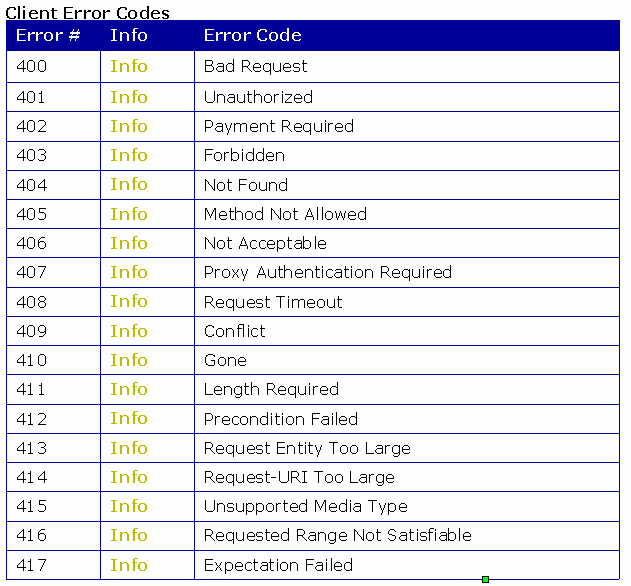 Client Error Codes
Error # Info Error Code
400 Info Bad Request
401 Info Unauthorized
402 Info Payment Required
403 Info Forbidden
404 Info Not Found
405 Info Method Not Allowed
406 Info Not Acceptable
407 Info Proxy Authentication Required
408 Info Request Timeout
409 Info Conflict
410 Info Gone
411 Info Length Required
412 Info Precondition Failed
413 Info Request Entity Too Large
414 Info Request-URI Too Large
415 Info Unsupported Media Type
416 Info Requested Range Not Satisfiable
417 Info Expectation Failed